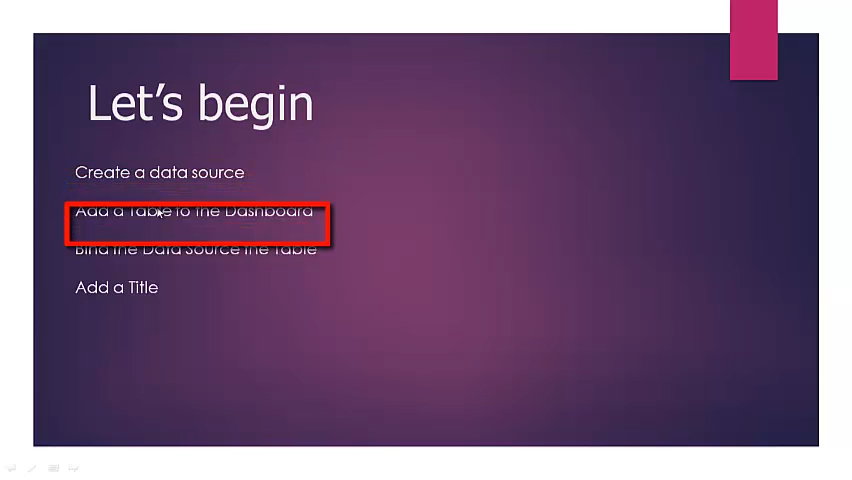 Let's begin
Create a data source
Add a Table to the Dashboard
Bind the Data Source the Table
Add a Title